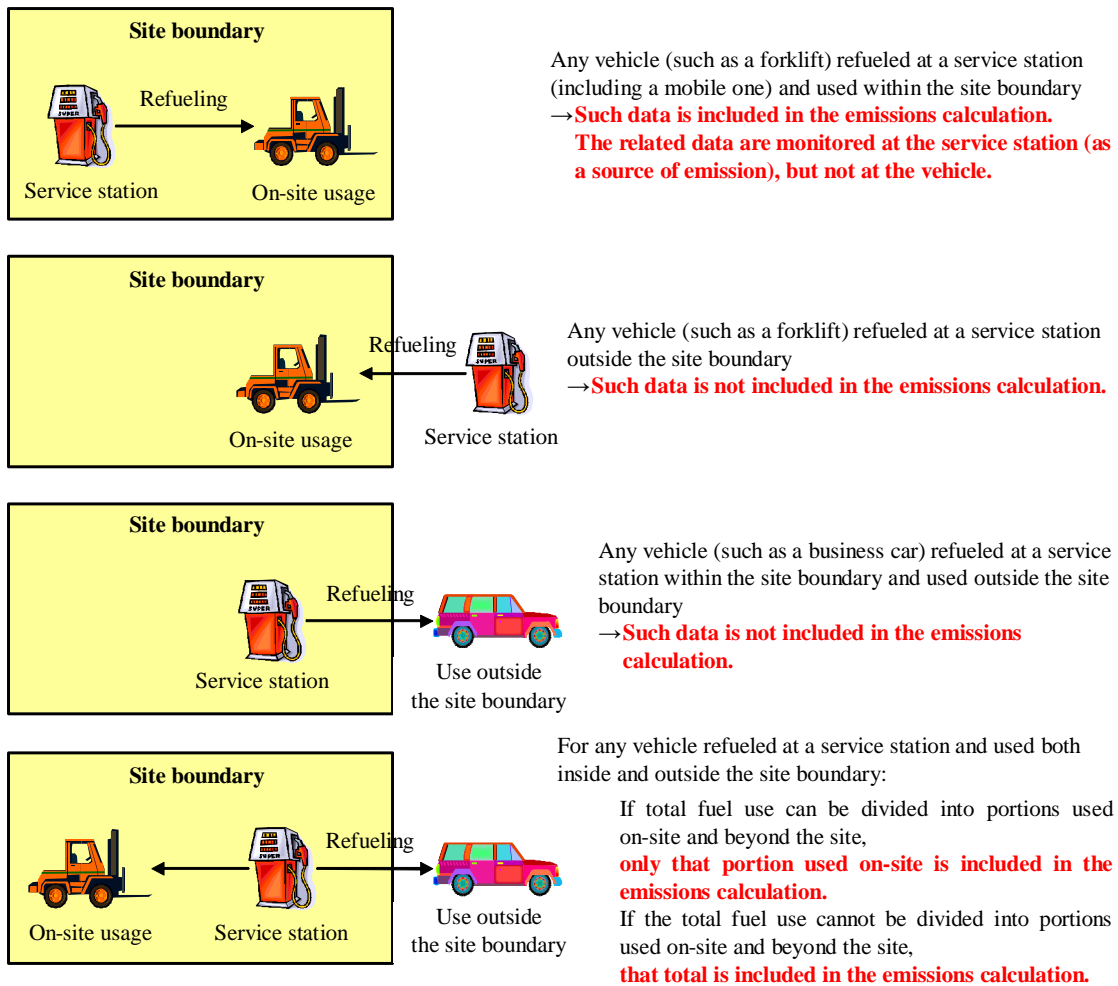 Site boundary
Refueling
SUPER
Service station
On-site usage
Any vehicle (such as a forklift) refueled at a service station
(including a mobile one) and used within the site boundary
→Such data is included in the emissions calculation.
The related data are monitored at the service station (as
a source of emission), but not at the vehicle.
Site boundary
Refueling
SUPER
On-site usage
Service station
Any vehicle (such as a forklift) refueled at a service station
outside the site boundary
→Such data is not included in the emissions calculation.
Site boundary
Refueling
SUPER
Service station
Use outside
the site boundary
Any vehicle (such as a business car) refueled at a service
station within the site boundary and used outside the site
boundary
→Such data is not included in the emissions
calculation.
Site boundary
Refueling
SUPER
On-site usage
Service station
Use outside
the site boundary
For any vehicle refueled at a service station and used both
inside and outside the site boundary:
If total fuel use can be divided into portions used
on-site and beyond the site,
only that portion used on-site is included in the
emissions calculation.
If the total fuel use cannot be divided into portions
used on-site and beyond the site,
that total is included in the emissions calculation.